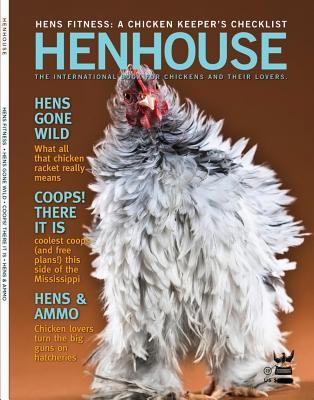 HENS FITNESS: A CHICKEN KEEPER'S CHECKLIST
HENHOUSE
THE INTERNATIONAL BOOK FOR CHICKENS AND THEIR LOVERS.
HENS
GONE
WILD
What all
that chicken
racket really
means
COOPS!
THERE
IT IS
coolest coops
(and free
plans!) this
side of the
Mississippi
HENS &
AMMO
Chicken lovers
turn the big
guns on
hatcheries
HENHOUSE
HENS FITNESS • HENS GONE WILD • COOPS! THERE IT IS • HENS & AMMO